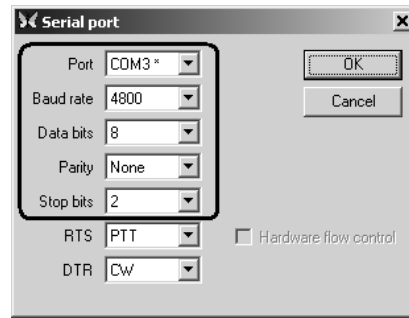 Serial port
Port COM3 * OK
Baud rate 4800 Cancel
Data bits 8
Parity None
Stop bits 2
RTS PTT Hardware flow control
DTR CW